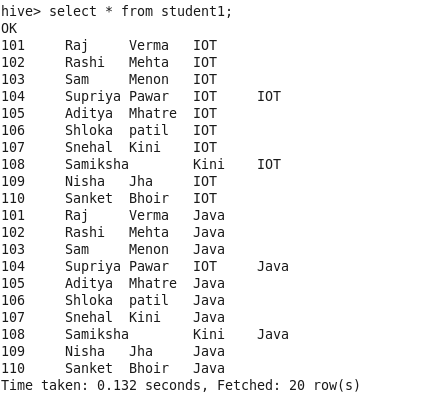 hive> select * from student1;
OK
101 Raj Verma IOT
102 Rashi Mehta IOT
103 Sam Menon IOT
104 Supriya Pawar IOT IOT
105 Aditya Mhatre IOT
106 Shloka patil IOT
107 Snehal Kini IOT
108 Samiksha Kini IOT
109 Nisha Jha IOT
110 Sanket Bhoir IOT
101 Raj Verma Java
102 Rashi Mehta Java
103 Sam Menon Java
104 Supriya Pawar IOT Java
105 Aditya Mhatre Java
106 Shloka patil Java
107 Snehal Kini Java
108 Samiksha Kini Java
109 Nisha Jha Java
110 Sanket Bhoir Java
Time taken: 0.132 seconds, Fetched: 20 row(s)